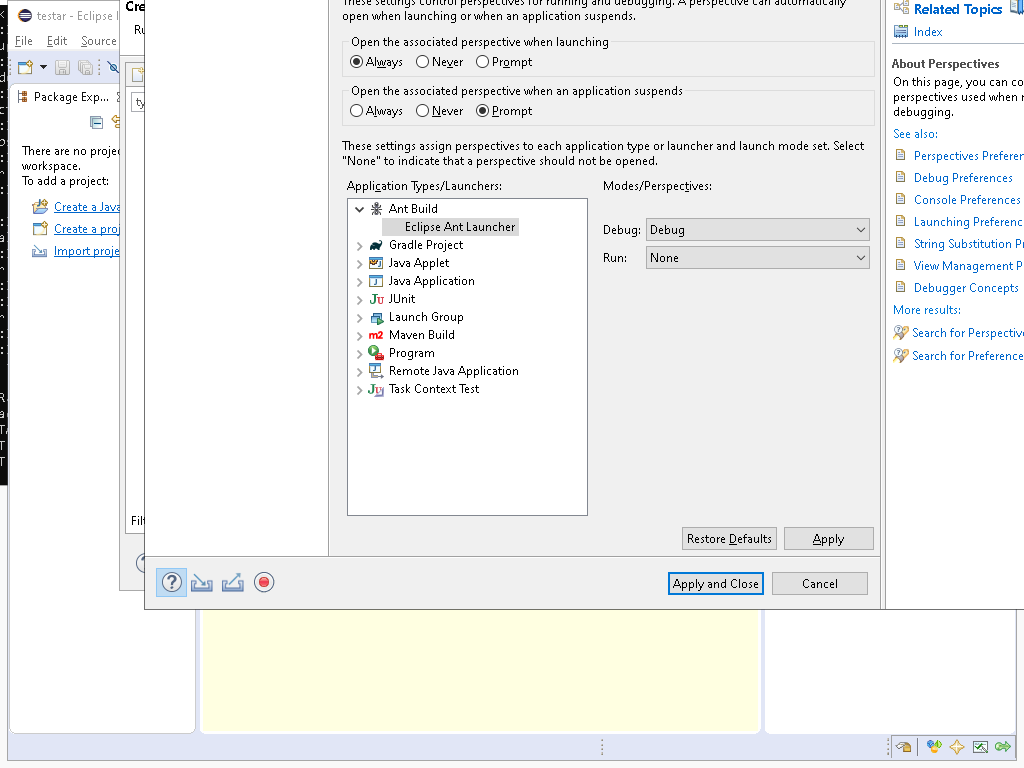 testar - Eclipse I
File Edit Source
Package Exp...
There are no proje
workspace.
To add a project:
Create a Java
Create a proj
Import proje
Cre
Ru
ty
Filt
These settings control perspectives for running and debugging. A perspective can automatically
open when launching or when an application suspends.
Open the associated perspective when launching
Always Never Prompt
Open the associated perspective when an application suspends
Always Never Prompt
These settings assign perspectives to each application type or launcher and launch mode set. Select
"None" to indicate that a perspective should not be opened.
Application Types/Launchers:
Ant Build
Eclipse Ant Launcher
Gradle Project
Java Applet
Java Application
JU JUnit
Launch Group
m2 Maven Build
Program
Remote Java Application
Task Context Test
Modes/Perspectives:
Debug: Debug
Run: None
Restore Defaults Apply
Apply and Close Cancel
Related Topics
Index
About Perspectives
On this page, you can co
perspectives used when r
debugging.
See also:
Perspectives Preferen
Debug Preferences
Console Preferences
Launching Preferenc
String Substitution Pr
View Management P
Debugger Concepts
More results:
Search for Perspective
Search for Preference